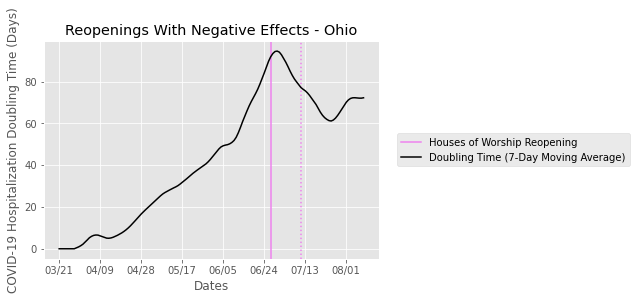 Reopenings With Negative Effects - Ohio
COVID-19 Hospitalization Doubling Time (Days)
80
60
40
20
0
03/21 04/09 04/28 05/17 06/05 06/24 07/13 08/01
Dates
Houses of Worship Reopening
Doubling Time (7-Day Moving Average)